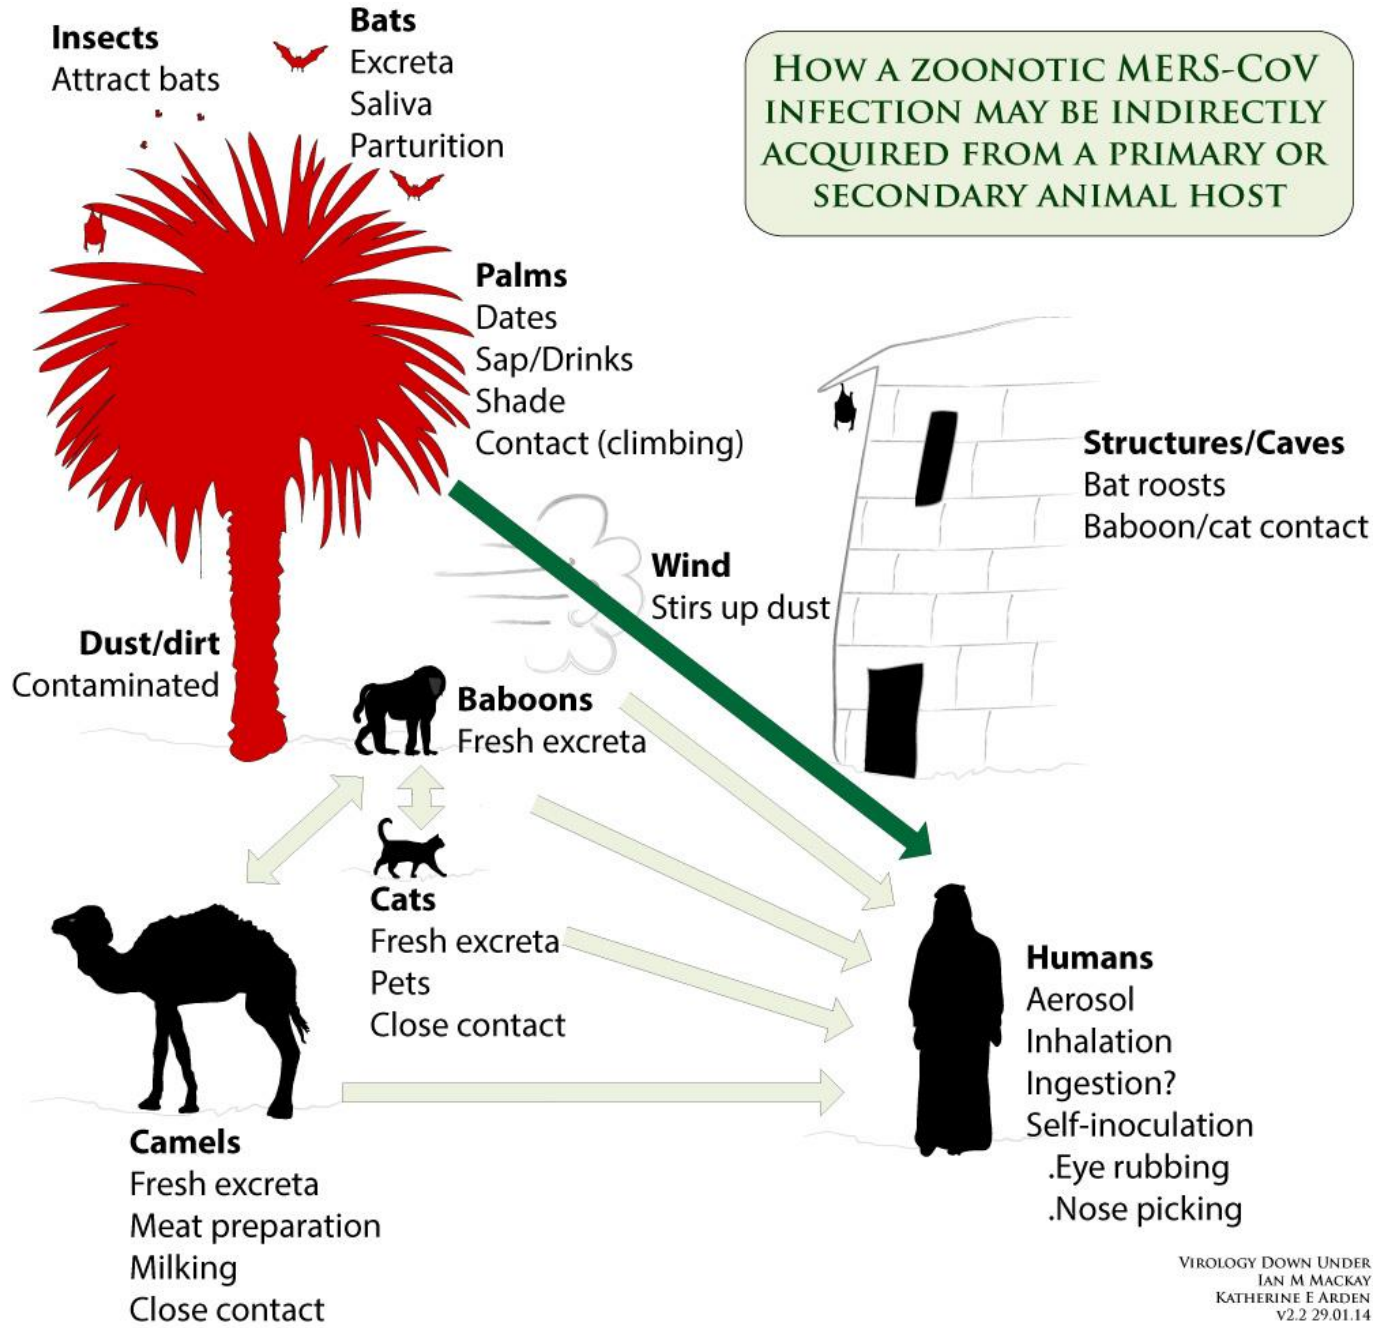 Insects
Attract bats
Bats
Excreta
Saliva
Parturition
HOW A ZOONOTIC MERS-COV
INFECTION MAY BE INDIRECTLY
ACQUIRED FROM A PRIMARY OR
SECONDARY ANIMAL HOST
Palms
Dates
Sap/Drinks
Shade
Contact (climbing)
Structures/Caves
Bat roosts
Baboon/cat contact
Wind
Stirs up dust
Dust/dirt
Contaminated
Baboons
Fresh excreta
Cats
Fresh excreta
Pets
Close contact
Humans
Aerosol
Inhalation
Ingestion?
Self-inoculation
.Eye rubbing
.Nose picking
Camels
Fresh excreta
Meat preparation
Milking
Close contact
VIROLOGY DOWN UNDER
IAN M MACKAY
KATHERINE E ARDEN
V2.2 29.01.14